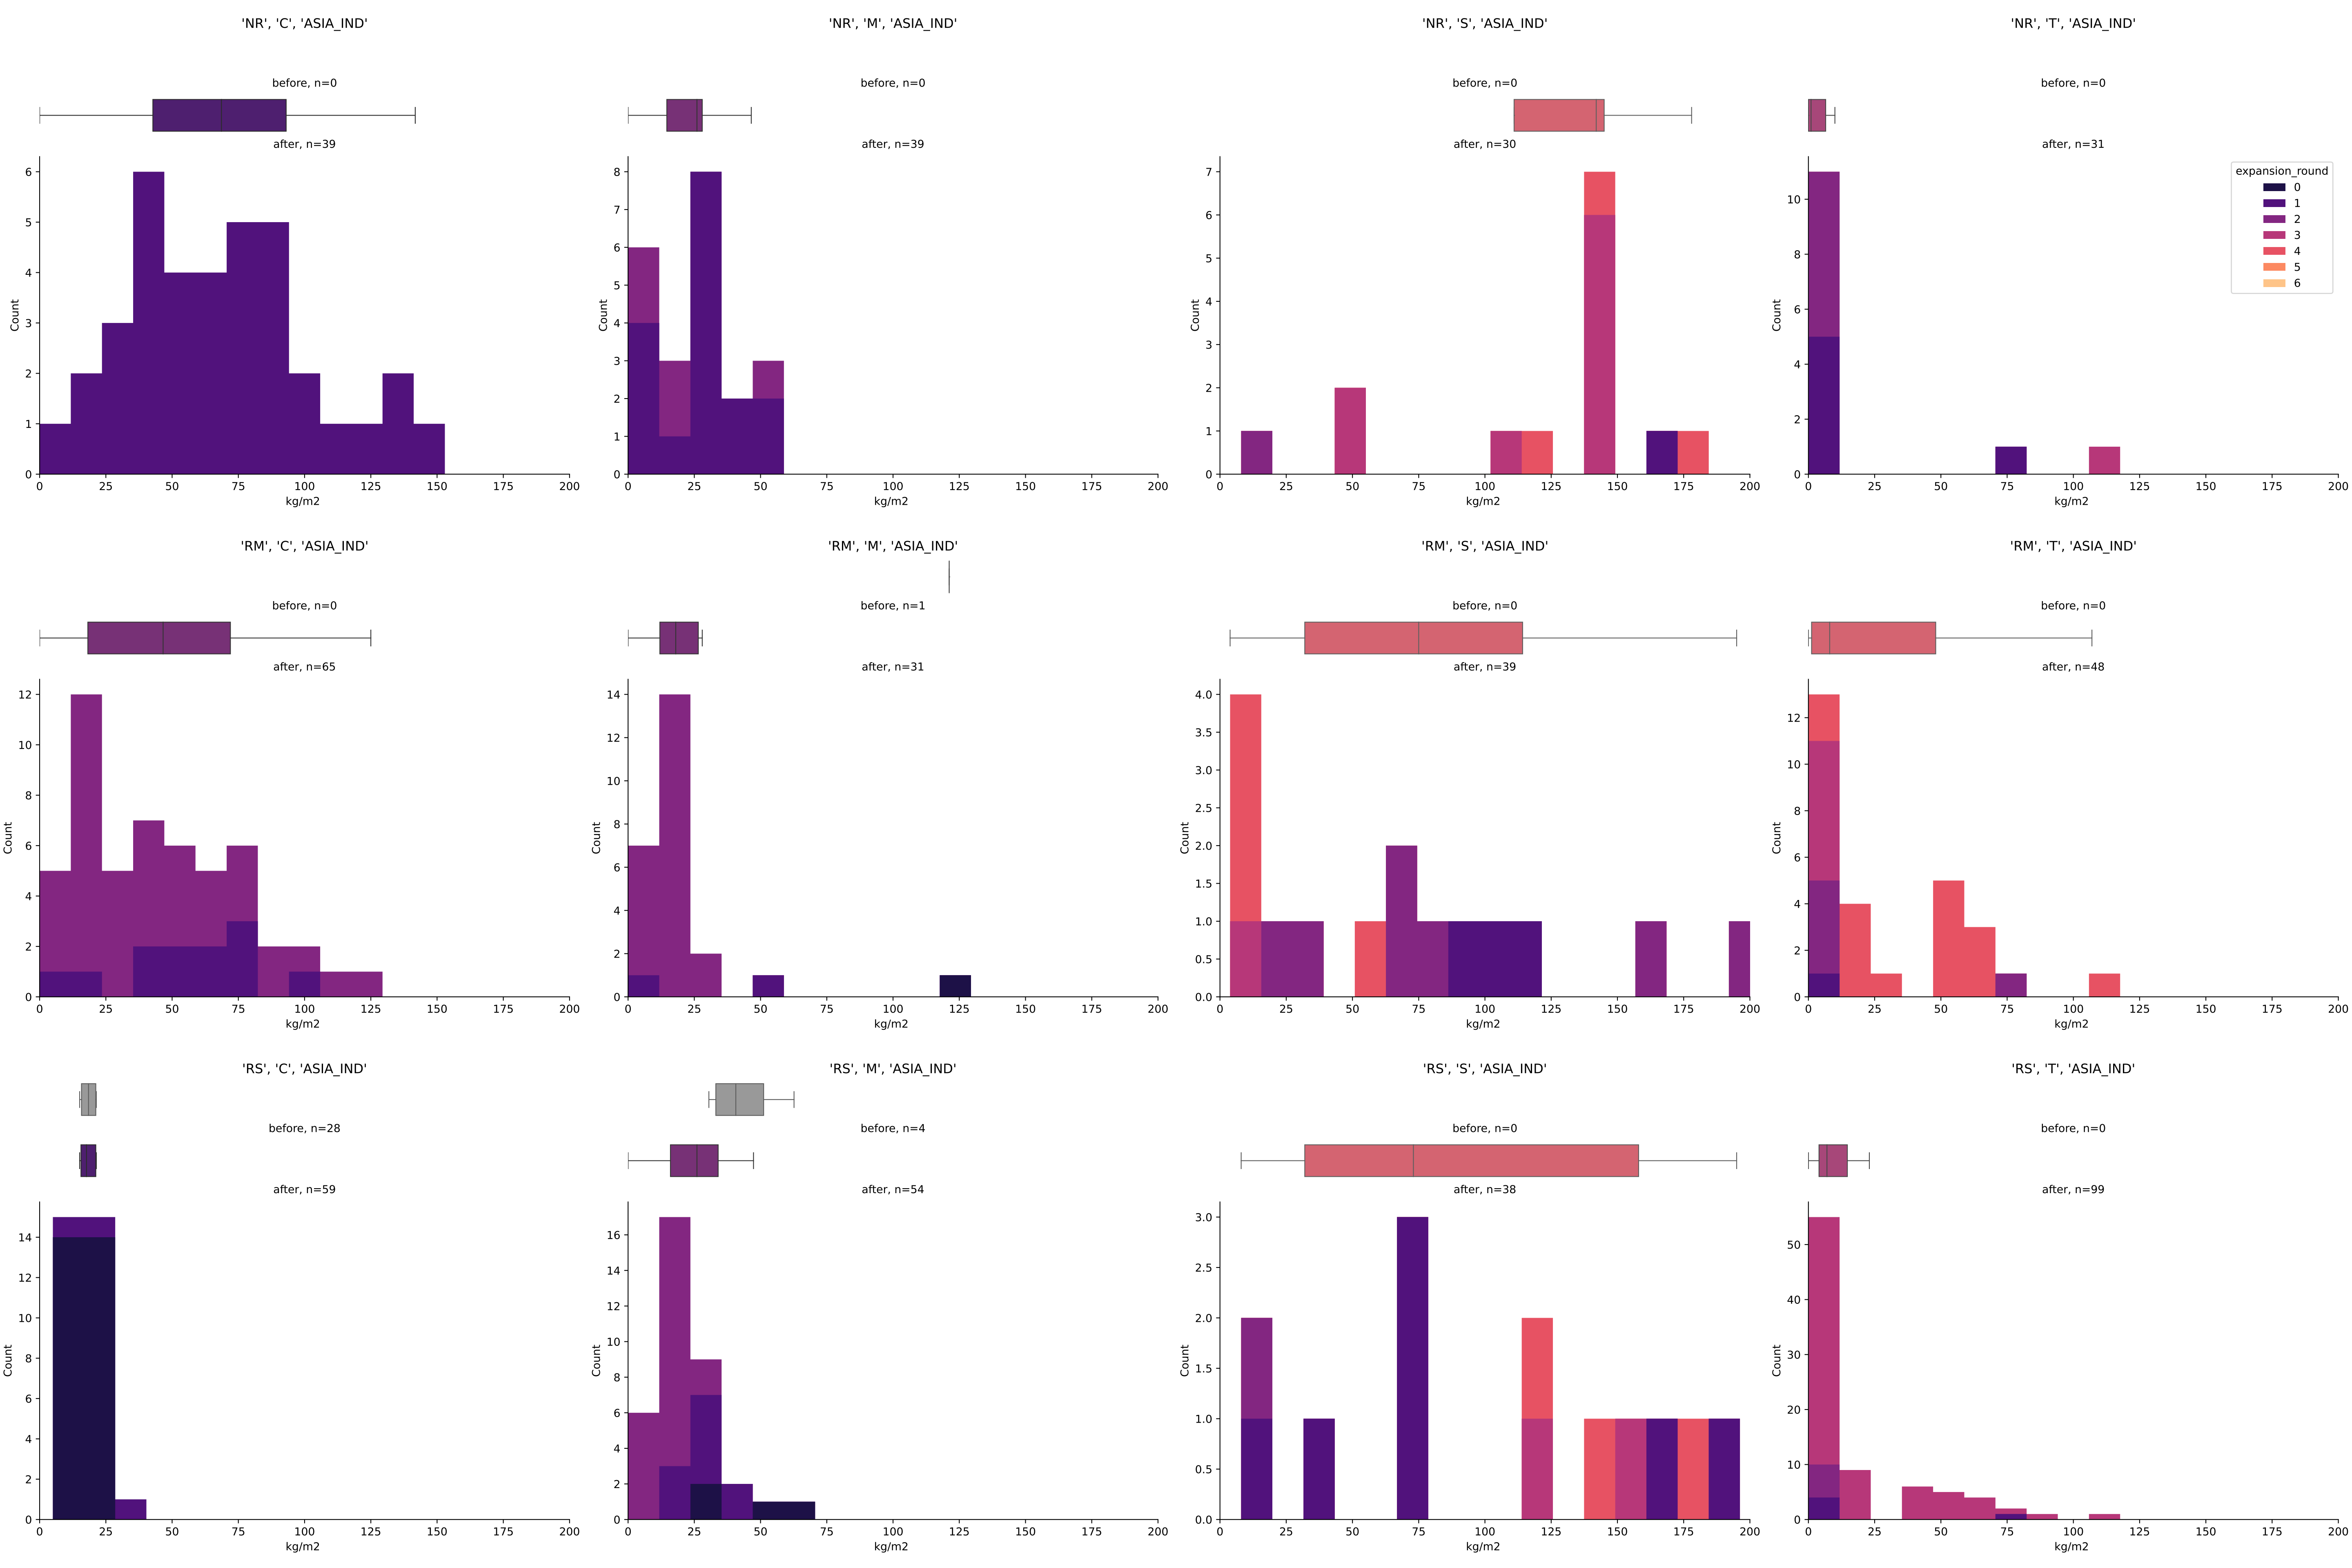 'NR', 'C', 'ASIA_IND'
before, n=0
after, n=39
6
5
4
3
2
1
0
Count
0 25 50 75 100 125 150 175 200
kg/m2
'NR', 'M', 'ASIA_IND'
before, n=0
after, n=39
8
7
6
5
4
3
2
1
0
Count
0 25 50 75 100 125 150 175 200
kg/m2
'NR', 'S', 'ASIA_IND'
before, n=0
after, n=30
7
6
5
4
3
2
1
0
Count
0 25 50 75 100 125 150 175 200
kg/m2
'NR', 'T', 'ASIA_IND'
before, n=0
after, n=31
10
8
6
4
2
0
Count
expansion_round
0
1
2
3
4
5
6
0 25 50 75 100 125 150 175 200
kg/m2
'RM', 'C', 'ASIA_IND'
before, n=0
after, n=65
12
10
8
6
4
2
0
Count
0 25 50 75 100 125 150 175 200
kg/m2
'RM', 'M', 'ASIA_IND'
before, n=1
after, n=31
14
12
10
8
6
4
2
0
Count
0 25 50 75 100 125 150 175 200
kg/m2
'RM', 'S', 'ASIA_IND'
before, n=0
after, n=39
4.0
3.5
3.0
2.5
2.0
1.5
1.0
0.5
0.0
Count
0 25 50 75 100 125 150 175 200
kg/m2
'RM', 'T', 'ASIA_IND'
before, n=0
after, n=48
12
10
8
6
4
2
0
Count
0 25 50 75 100 125 150 175 200
kg/m2
'RS', 'C', 'ASIA_IND'
before, n=28
after, n=59
14
12
10
8
6
4
2
0
Count
0 25 50 75 100 125 150 175 200
kg/m2
'RS', 'M', 'ASIA_IND'
before, n=4
after, n=54
16
14
12
10
8
6
4
2
0
Count
0 25 50 75 100 125 150 175 200
kg/m2
'RS', 'S', 'ASIA_IND'
before, n=0
after, n=38
3.0
2.5
2.0
1.5
1.0
0.5
0.0
Count
0 25 50 75 100 125 150 175 200
kg/m2
'RS', 'T', 'ASIA_IND'
before, n=0
after, n=99
50
40
30
20
10
0
Count
0 25 50 75 100 125 150 175 200
kg/m2